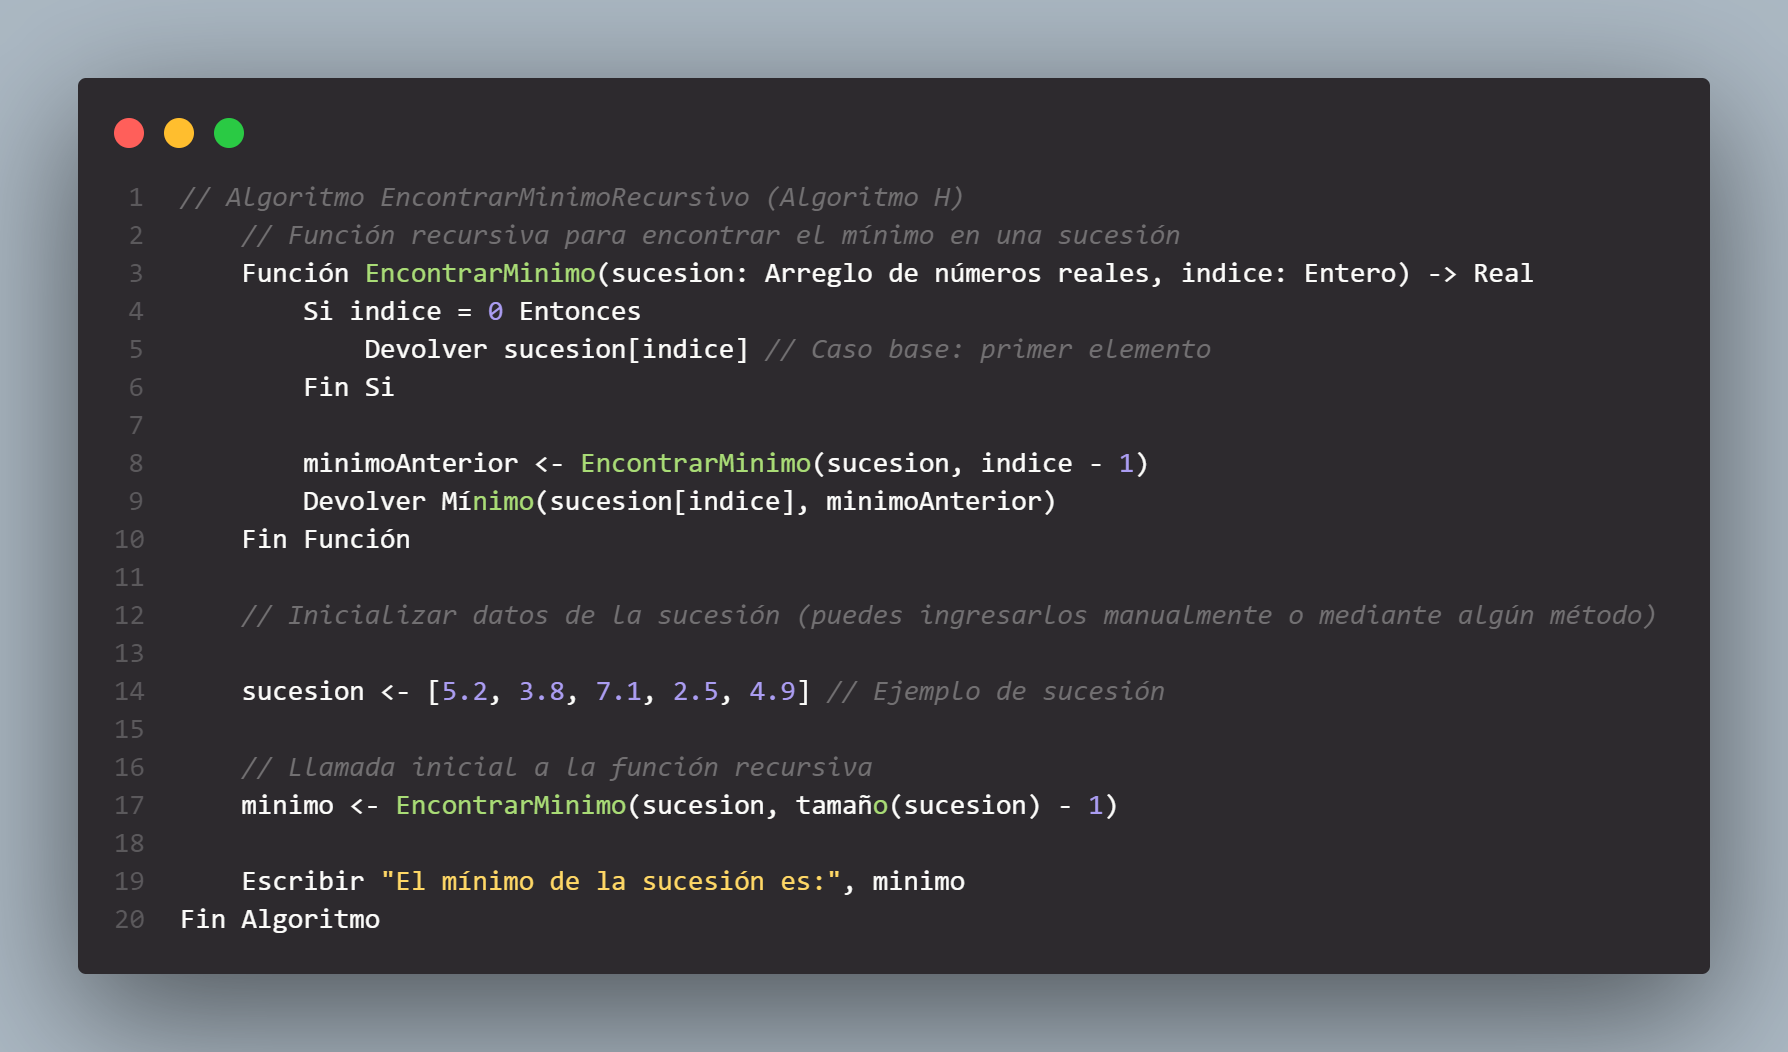 1 // Algoritmo EncontrarMinimoRecursivo (Algoritmo H)
2     // Función recursiva para encontrar el mínimo en una sucesión
3     Función EncontrarMinimo(sucesion: Arreglo de números reales, indice: Entero) -> Real
4         Si indice = 0 Entonces
5             Devolver sucesion[indice] // Caso base: primer elemento
6         Fin Si
7
8         minimoAnterior <- EncontrarMinimo(sucesion, indice - 1)
9         Devolver Mínimo(sucesion[indice], minimoAnterior)
10     Fin Función
11
12     // Inicializar datos de la sucesión (puedes ingresarlos manualmente o mediante algún método)
13
14     sucesion <- [5.2, 3.8, 7.1, 2.5, 4.9] // Ejemplo de sucesión
15
16     // Llamada inicial a la función recursiva
17     minimo <- EncontrarMinimo(sucesion, tamaño(sucesion) - 1)
18
19     Escribir "El mínimo de la sucesión es:", minimo
20 Fin Algoritmo